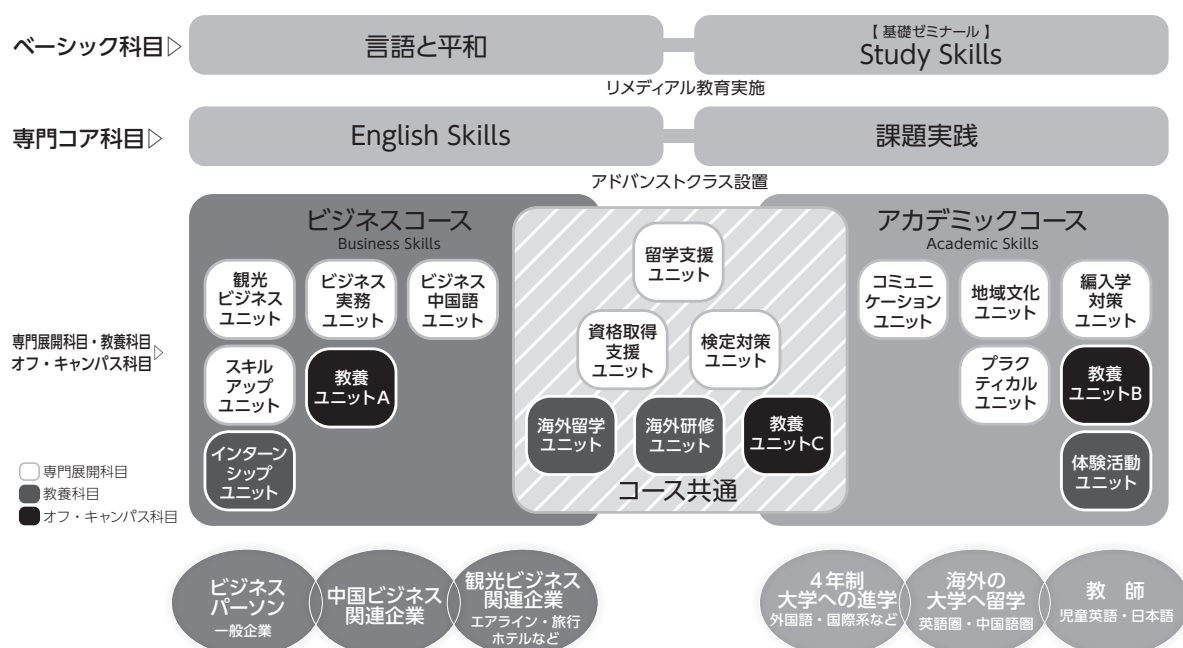 ベーシック科目▷
言語と平和
【 基礎ゼミナール 】
Study Skills
リメディアル教育実施
専門コア科目▷
English Skills
課題実践
アドバンストクラス設置
専門展開科目・教養科目
オフ・キャンパス科目▷
ビジネスコース
Business Skills
観光
ビジネス
ユニット
ビジネス
実務
ユニット
ビジネス
中国語
ユニット
スキル
アップ
ユニット
教養
ユニットA
インターン
シップ
ユニット
留学支援
ユニット
資格取得
支援
ユニット
検定対策
ユニット
海外留学
ユニット
海外研修
ユニット
教養
ユニットC
コース共通
アカデミックコース
Academic Skills
コミュニ
ケーション
ユニット
地域文化
ユニット
編入学
対策
ユニット
プラク
ティカル
ユニット
教養
ユニットB
体験活動
ユニット
専門展開科目
教養科目
オフ・キャンパス科目
ビジネス
パーソン
一般企業
中国ビジネス
関連企業
観光ビジネス
関連企業
エアライン・旅行
ホテルなど
4年制
大学への進学
外国語・国際系など
海外の
大学へ留学
英語圏・中国語圏
教　師
児童英語・日本語